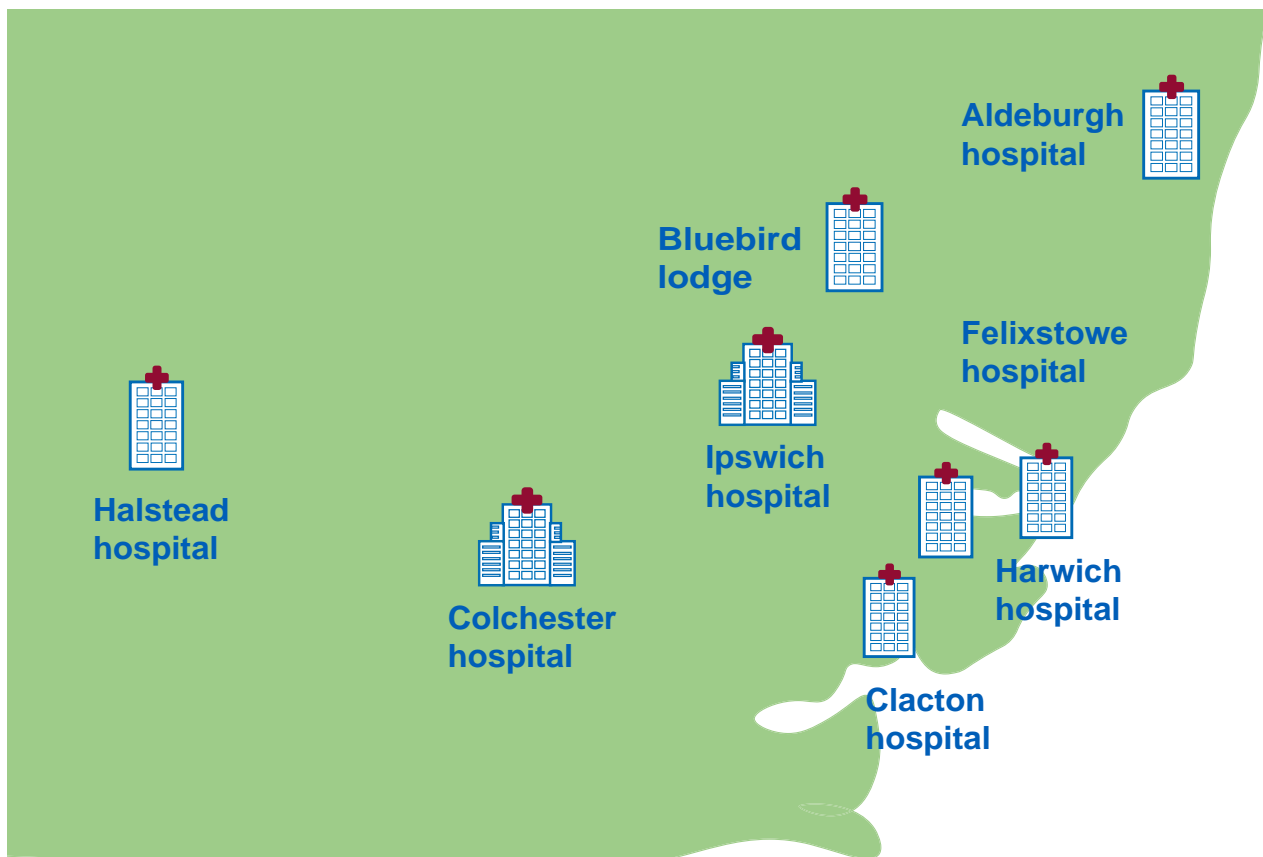 Aldeburgh
hospital
Bluebird
lodge
Felixstowe
hospital
Ipswich
hospital
Halstead
hospital
Harwich
hospital
Colchester
hospital
Clacton
hospital